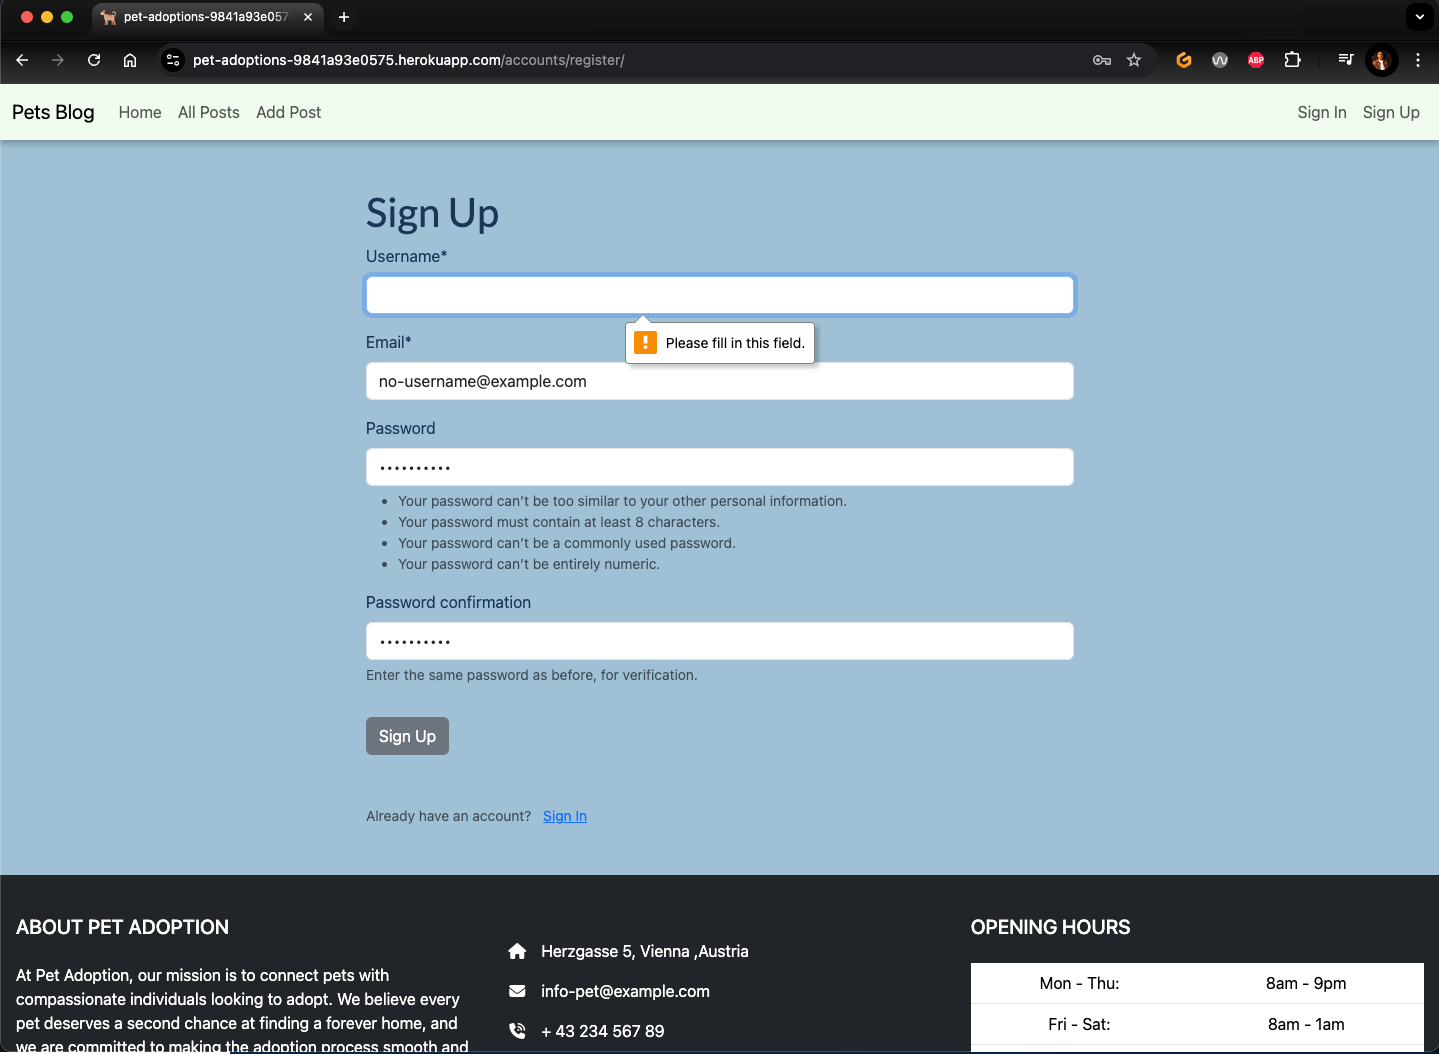 pet-adoptions-9841a93e057
pet-adoptions-9841a93e0575.herokuapp.com/accounts/register/
ABP
Pets Blog Home All Posts Add Post Sign In Sign Up
Sign Up
Username*
Please fill in this field.
Email*
no-username@example.com
Password
••••••••••
• Your password can’t be too similar to your other personal information.
• Your password must contain at least 8 characters.
• Your password can’t be a commonly used password.
• Your password can’t be entirely numeric.
Password confirmation
••••••••••
Enter the same password as before, for verification.
Sign Up
Already have an account? Sign In
ABOUT PET ADOPTION
At Pet Adoption, our mission is to connect pets with
compassionate individuals looking to adopt. We believe every
pet deserves a second chance at finding a forever home, and
we are committed to making the adoption process smooth and
Herzgasse 5, Vienna ,Austria
info-pet@example.com
+ 43 234 567 89
OPENING HOURS
Mon - Thu: 8am - 9pm
Fri - Sat: 8am - 1am